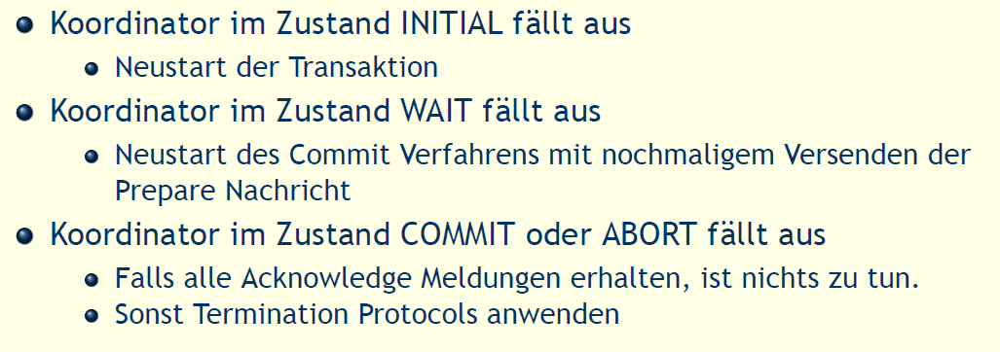 Koordinator im Zustand INITIAL fällt aus
Neustart der Transaktion
Koordinator im Zustand WAIT fällt aus
Neustart des Commit Verfahrens mit nochmaligem Versenden der
Prepare Nachricht
Koordinator im Zustand COMMIT oder ABORT fällt aus
Falls alle Acknowledge Meldungen erhalten, ist nichts zu tun.
Sonst Termination Protocols anwenden